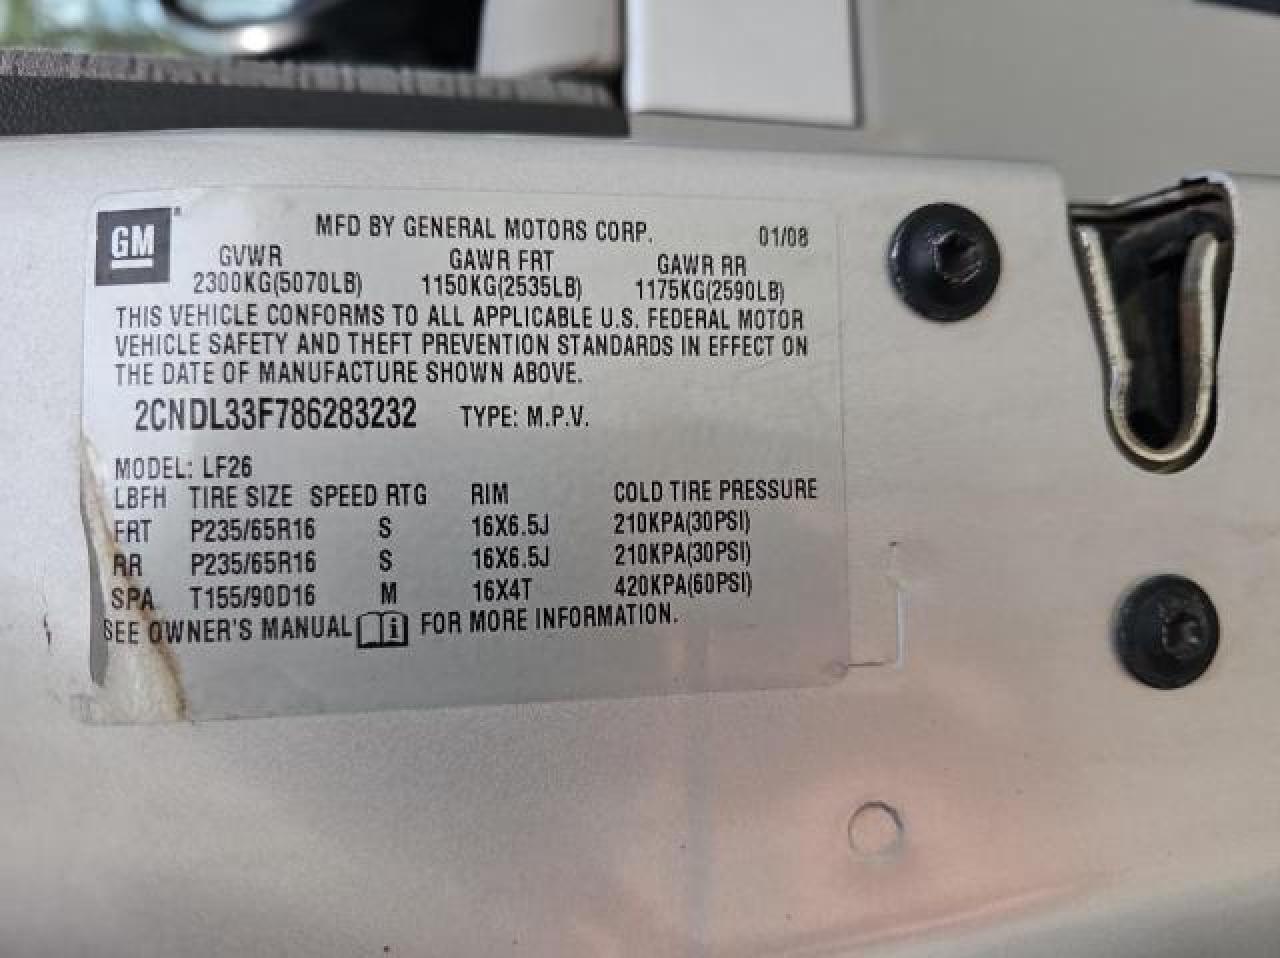 GM
MFD BY GENERAL MOTORS CORP. 01/08
GVWR GAWR FRT GAWR RR
2300KG(5070LB) 1150KG(2535LB) 1175KG(2590LB)
THIS VEHICLE CONFORMS TO ALL APPLICABLE U.S. FEDERAL MOTOR
VEHICLE SAFETY AND THEFT PREVENTION STANDARDS IN EFFECT ON
THE DATE OF MANUFACTURE SHOWN ABOVE.
2CNDL33F786283232 TYPE: M.P.V.
MODEL: LF26
LBFH TIRE SIZE SPEED RTG RIM COLD TIRE PRESSURE
FRT P235/65R16 S 16X6.5J 210KPA(30PSI)
RR P235/65R16 S 16X6.5J 210KPA(30PSI)
SPA T155/90D16 M 16X4T 420KPA(60PSI)
SEE OWNER'S MANUAL i FOR MORE INFORMATION.